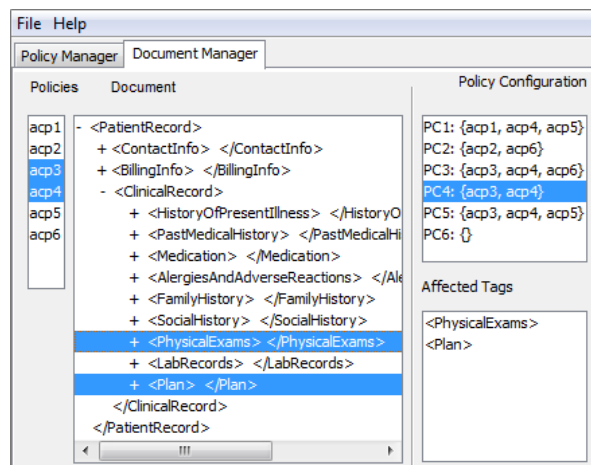 File Help
Policy Manager Document Manager
Policies Document Policy Configuration
acp1
acp2
acp3
acp4
acp5
acp6
- <PatientRecord>
+ <ContactInfo> </ContactInfo>
+ <BillingInfo> </BillingInfo>
- <ClinicalRecord>
+ <HistoryOfPresentIllness> </HistoryO
+ <PastMedicalHistory> </PastMedicalHi
+ <Medication> </Medication>
+ <AlergiesAndAdverseReactions> </Ale
+ <FamilyHistory> </FamilyHistory>
+ <SocialHistory> </SocialHistory>
+ <PhysicalExams> </PhysicalExams>
+ <LabRecords> </LabRecords>
+ <Plan> </Plan>
</ClinicalRecord>
</PatientRecord>
PC1: {acp1, acp4, acp5}
PC2: {acp2, acp6}
PC3: {acp3, acp4, acp6}
PC4: {acp3, acp4}
PC5: {acp3, acp4, acp5}
PC6: {}
Affected Tags
<PhysicalExams>
<Plan>